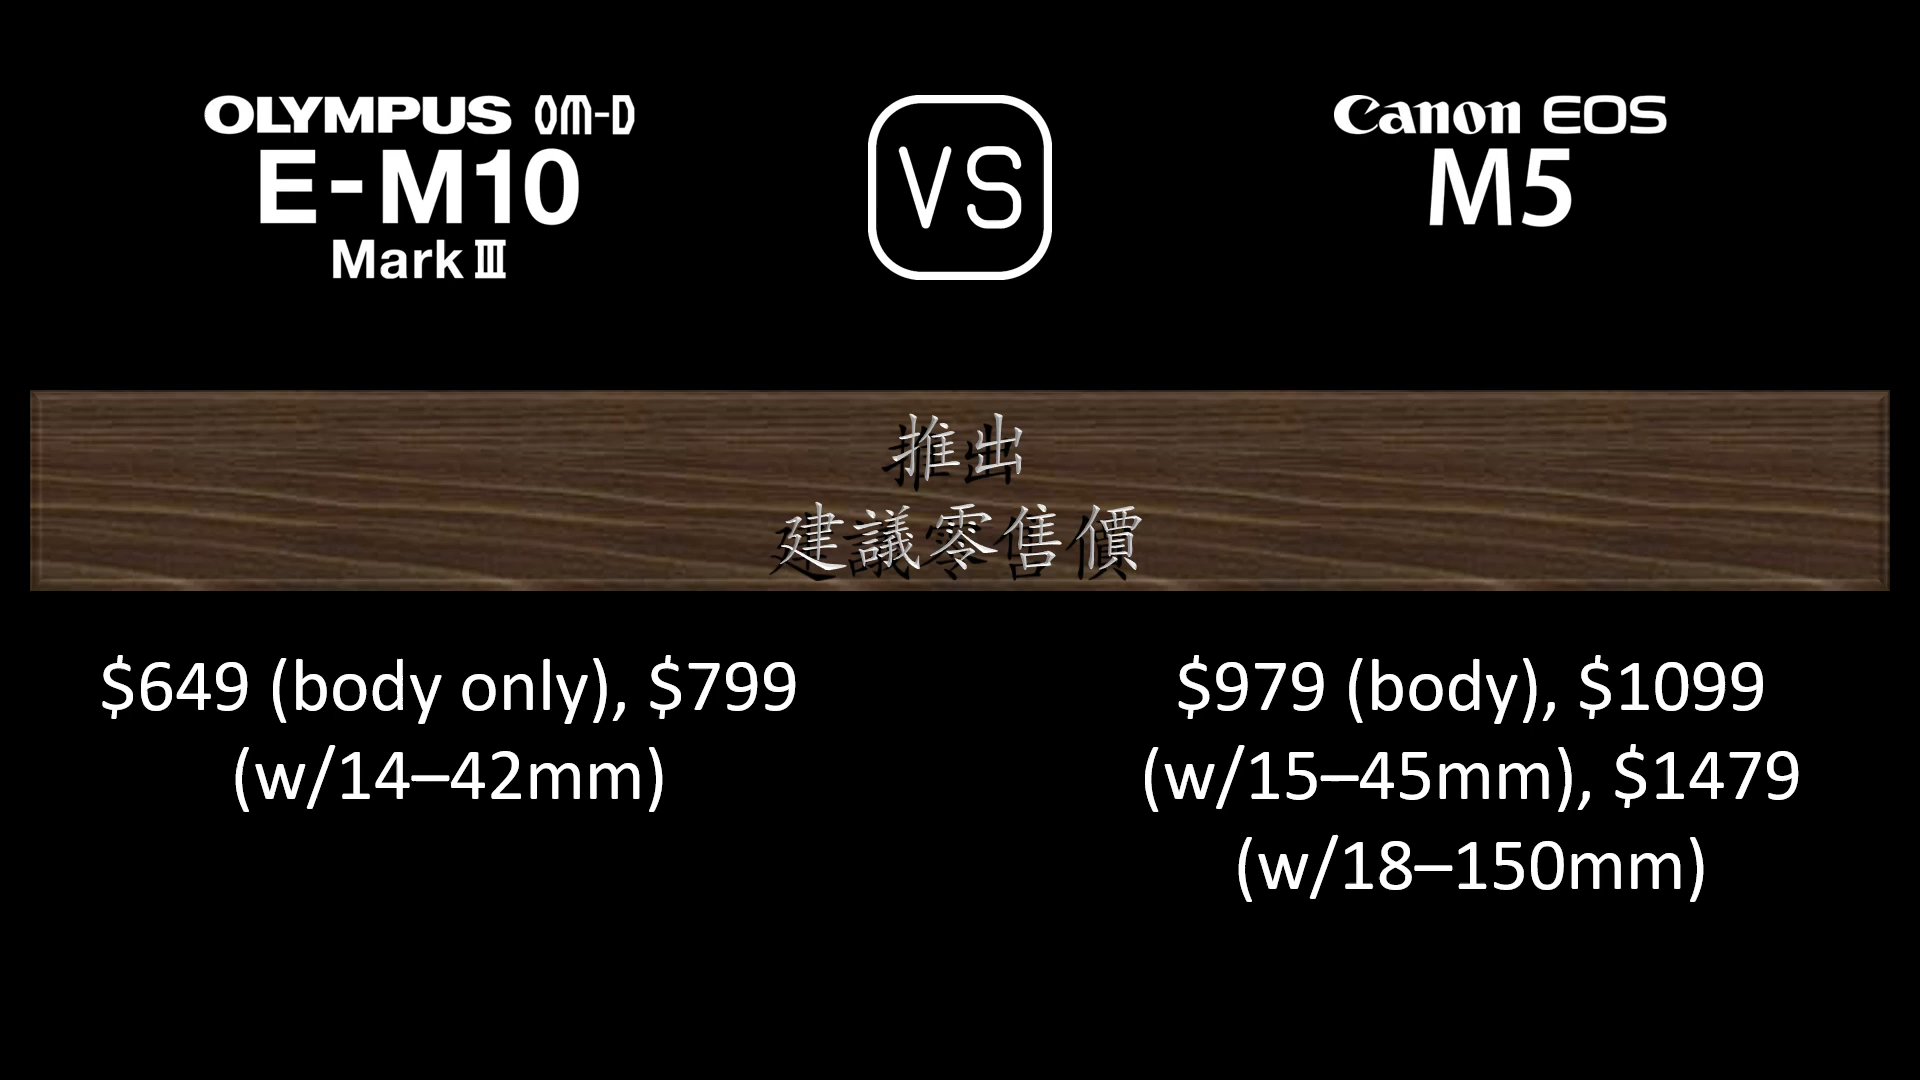 OLYMPUS OM-D
E-M10
Mark III
VS
Canon EOS
M5
推出
建議零售價
$649 (body only), $799
(w/14–42mm)
$979 (body), $1099
(w/15–45mm), $1479
(w/18–150mm)